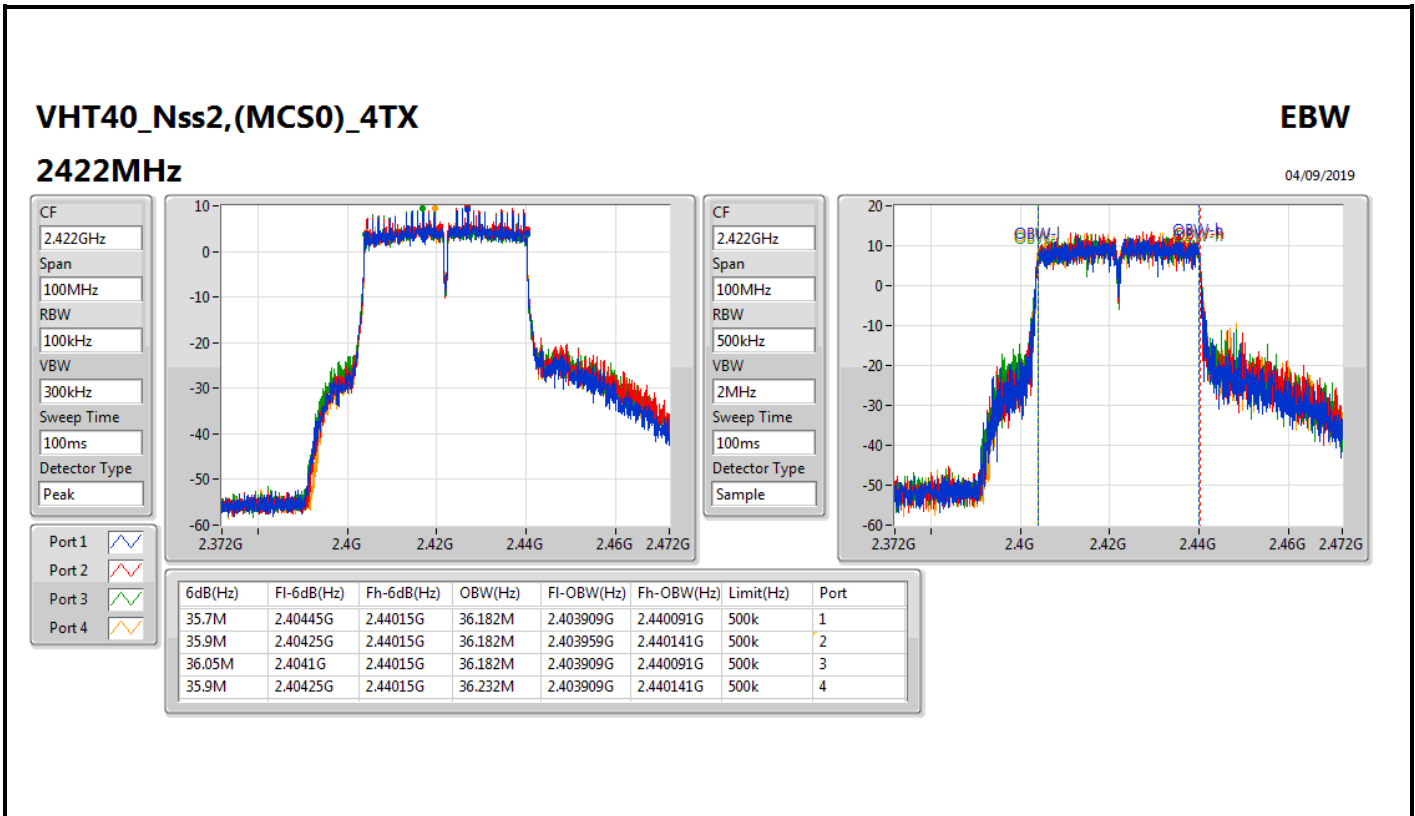 VHT40_Nss2,(MCS0)_4TX
EBW
2422MHz
04/09/2019
CF
2.422GHz
Span
100MHz
RBW
100kHz
VBW
300kHz
Sweep Time
100ms
Detector Type
Peak
10
0
-10
-20
-30
-40
-50
-60
2.372G 2.4G 2.42G 2.44G 2.46G 2.472G
CF
2.422GHz
Span
100MHz
RBW
500kHz
VBW
2MHz
Sweep Time
100ms
Detector Type
Sample
20
10
0
-10
-20
-30
-40
-50
-60
OBW-l OBW-h
2.372G 2.4G 2.42G 2.44G 2.46G 2.472G
Port 1
Port 2
Port 3
Port 4
6dB(Hz) Fl-6dB(Hz) Fh-6dB(Hz) OBW(Hz) Fl-OBW(Hz) Fh-OBW(Hz) Limit(Hz) Port
35.7M 2.40445G 2.44015G 36.182M 2.403909G 2.440091G 500k 1
35.9M 2.40425G 2.44015G 36.182M 2.403959G 2.440141G 500k 2
36.05M 2.4041G 2.44015G 36.182M 2.403909G 2.440091G 500k 3
35.9M 2.40425G 2.44015G 36.232M 2.403909G 2.440141G 500k 4